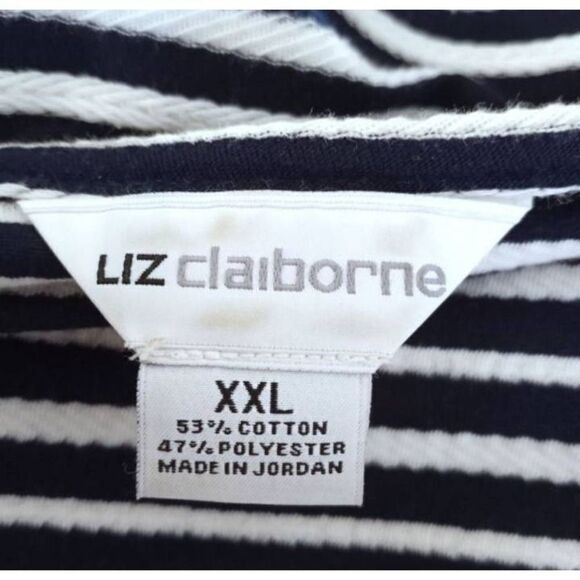 LIZ claiborne
XXL
53% COTTON
47% POLYESTER
MADE IN JORDAN